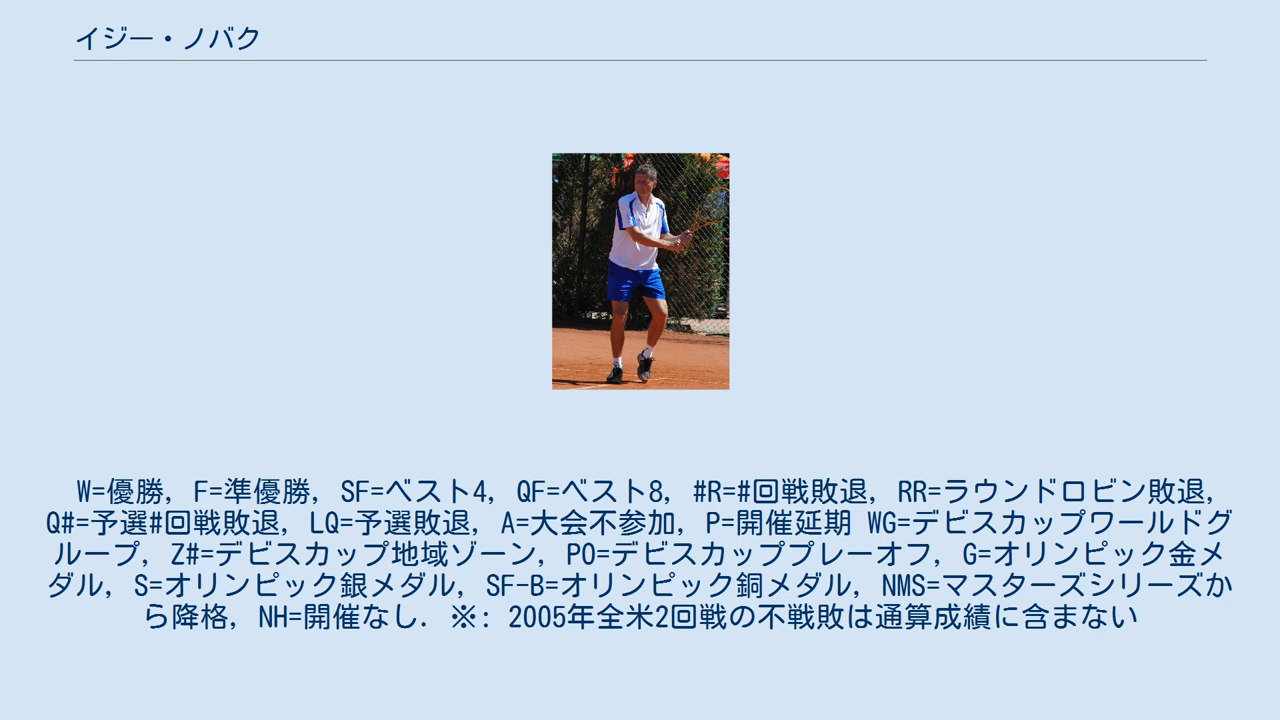 イジー・ノバク
W=優勝, F=準優勝, SF=ベスト4, QF=ベスト8, #R=#回戦敗退, RR=ラウンドロビン敗退,
Q#=予選#回戦敗退, LQ=予選敗退, A=大会不参加, P=開催延期 WG=デビスカップワールドグ
ループ, Z#=デビスカップ地域ゾーン, PO=デビスカッププレーオフ, G=オリンピック金メ
ダル, S=オリンピック銀メダル, SF-B=オリンピック銅メダル, NMS=マスターズシリーズか
ら降格, NH=開催なし. ※: 2005年全米2回戦の不戦敗は通算成績に含まない